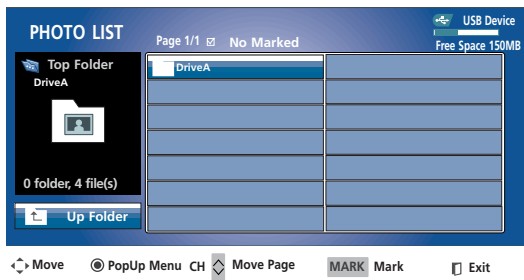 PHOTO LIST
Page 1/1 No Marked
USB Device
Free Space 150MB
Top Folder
DriveA
DriveA
0 folder, 4 file(s)
Up Folder
Move PopUp Menu CH Move Page MARK Mark Exit